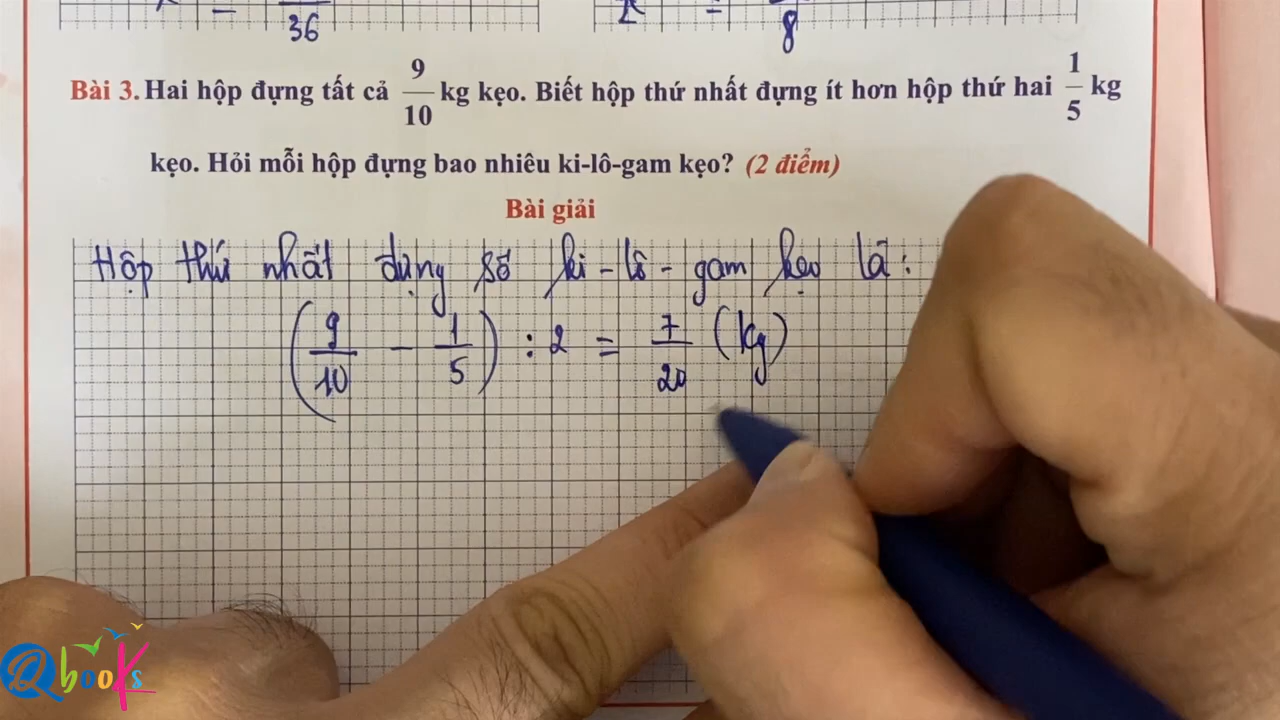 36
8
Bài 3. Hai hộp đựng tất cả 9/10 kg kẹo. Biết hộp thứ nhất đựng ít hơn hộp thứ hai 1/5 kg
kẹo. Hỏi mỗi hộp đựng bao nhiêu ki-lô-gam kẹo? (2 điểm)
Bài giải
Hộp thứ nhất đựng số ki-lô-gam kẹo là:
(9/10 - 1/5) : 2 = 7/20 (kg)
Qbooks